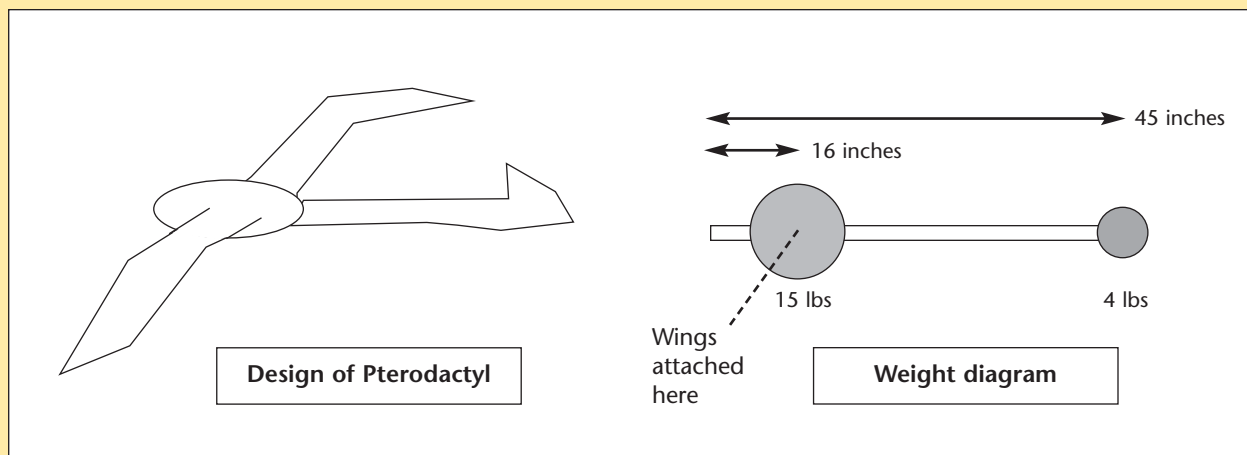 45 inches
16 inches
15 lbs
4 lbs
Wings
attached
here
Design of Pterodactyl
Weight diagram